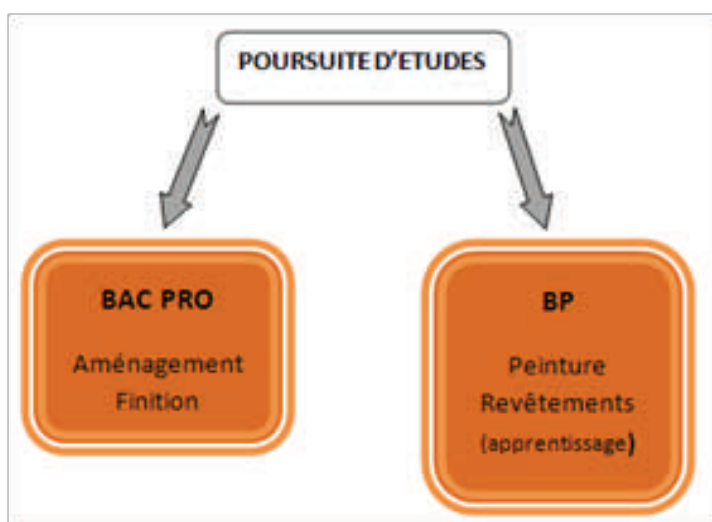 POURSUITE D'ETUDES
BAC PRO
Aménagement
Finition
BP
Peinture
Revêtements
(apprentissage)